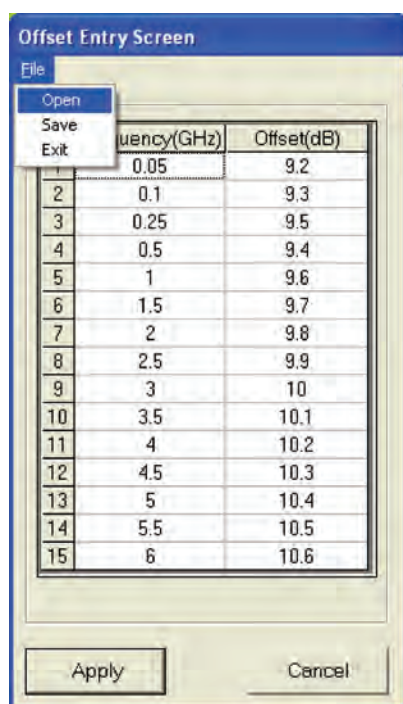 Offset Entry Screen
File
Open
Save
Exit
uency(GHz) Offset(dB)
1 0.05 9.2
2 0.1 9.3
3 0.25 9.5
4 0.5 9.4
5 1 9.6
6 1.5 9.7
7 2 9.8
8 2.5 9.9
9 3 10
10 3.5 10.1
11 4 10.2
12 4.5 10.3
13 5 10.4
14 5.5 10.5
15 6 10.6
Apply Cancel